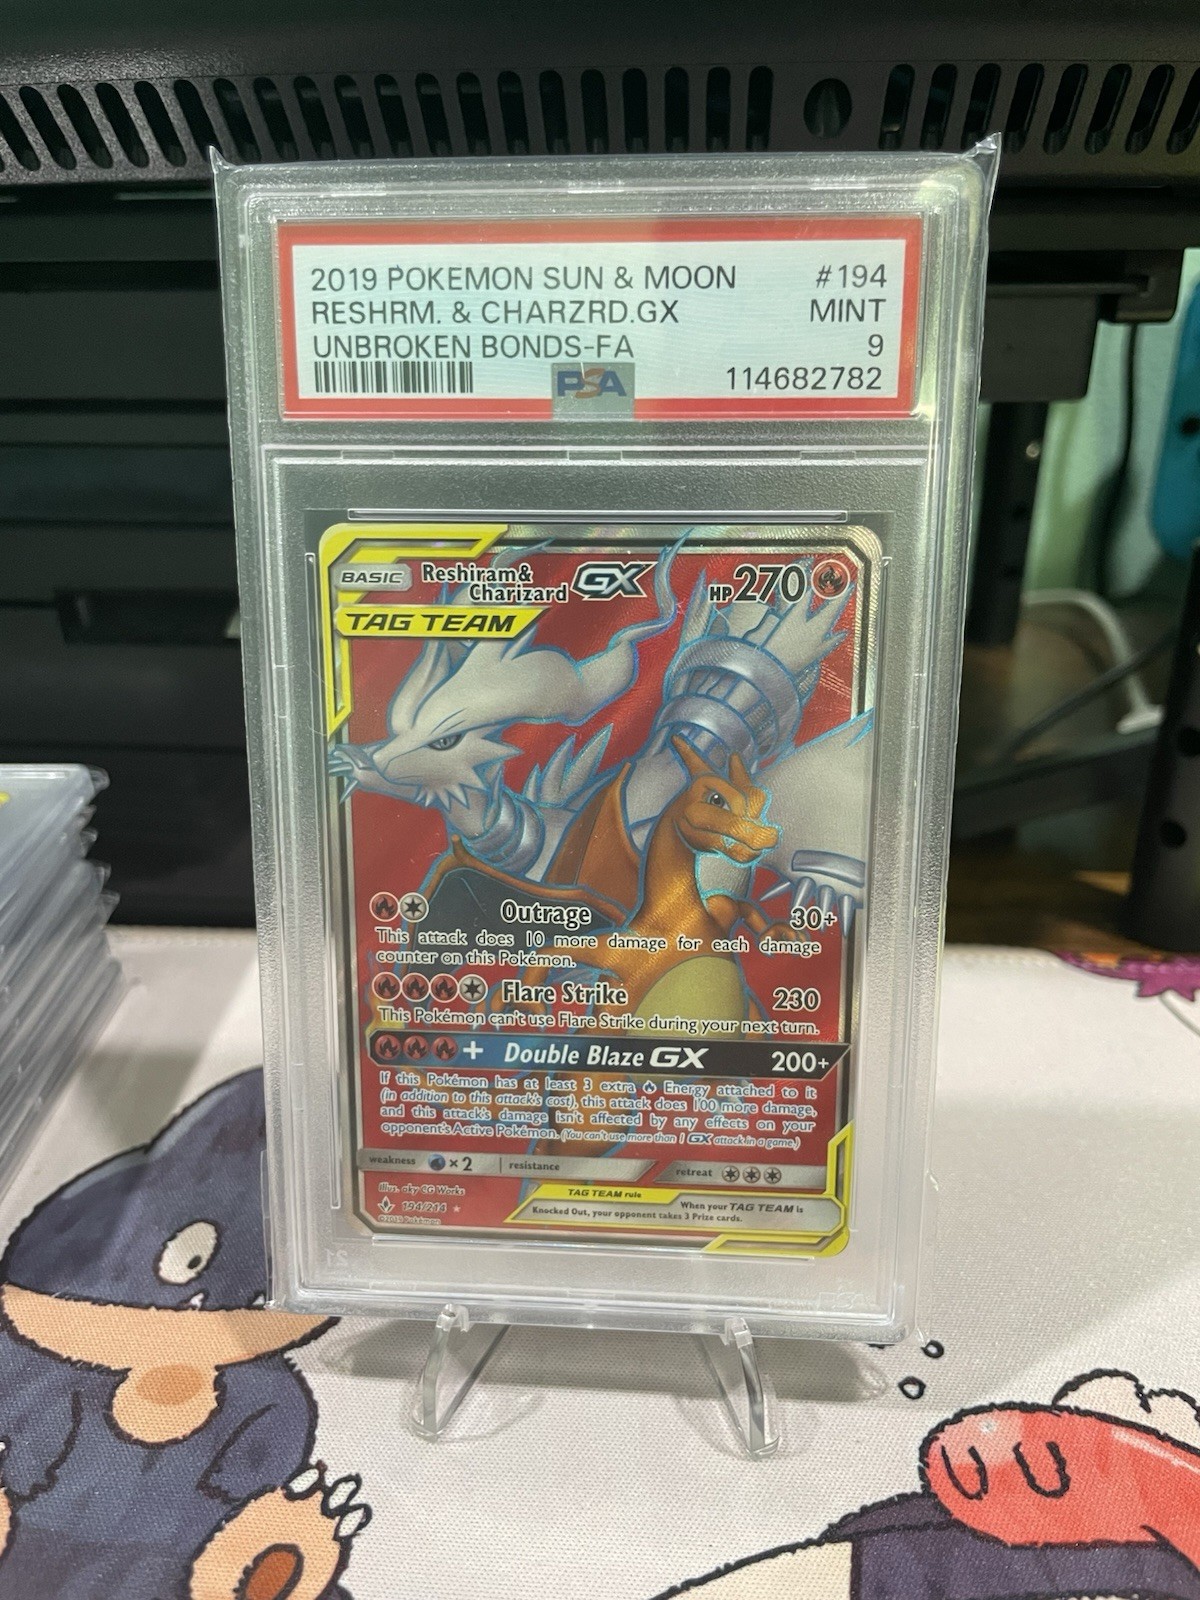 2019 POKEMON SUN & MOON #194
RESHRM. & CHARZRD.GX MINT
UNBROKEN BONDS-FA 9
PSA 114682782
BASIC Reshiram& Charizard GX HP 270
TAG TEAM
Outrage 30+
This attack does 10 more damage for each damage
counter on this Pokémon.
Flare Strike 230
This Pokémon can't use Flare Strike during your next turn.
+ Double Blaze GX 200+
If this Pokémon has at least 3 extra Energy attached to it
(in addition to this attack's cost), this attack does 100 more damage,
and this attack's damage isn't affected by any effects on your
opponent's Active Pokémon. (You can't use more than 1 GX attack in a game.)
weakness ×2 resistance retreat
Illus. aky CG Works
194/214
TAG TEAM rule
When your TAG TEAM is
Knocked Out, your opponent takes 3 Prize cards.